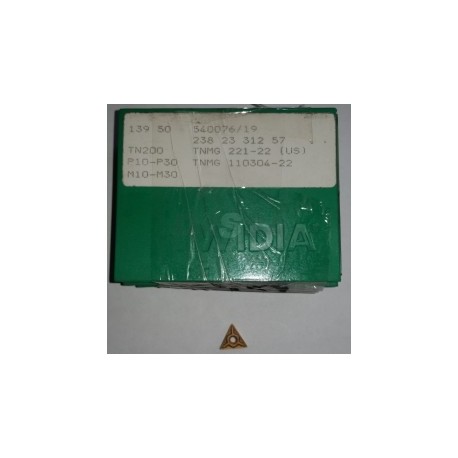 139 50 540076/19
238 23 312 57
TN200 TNMG 221-22 (US)
P10-P30 TNMG 110304-22
M10-M30
WIDIA